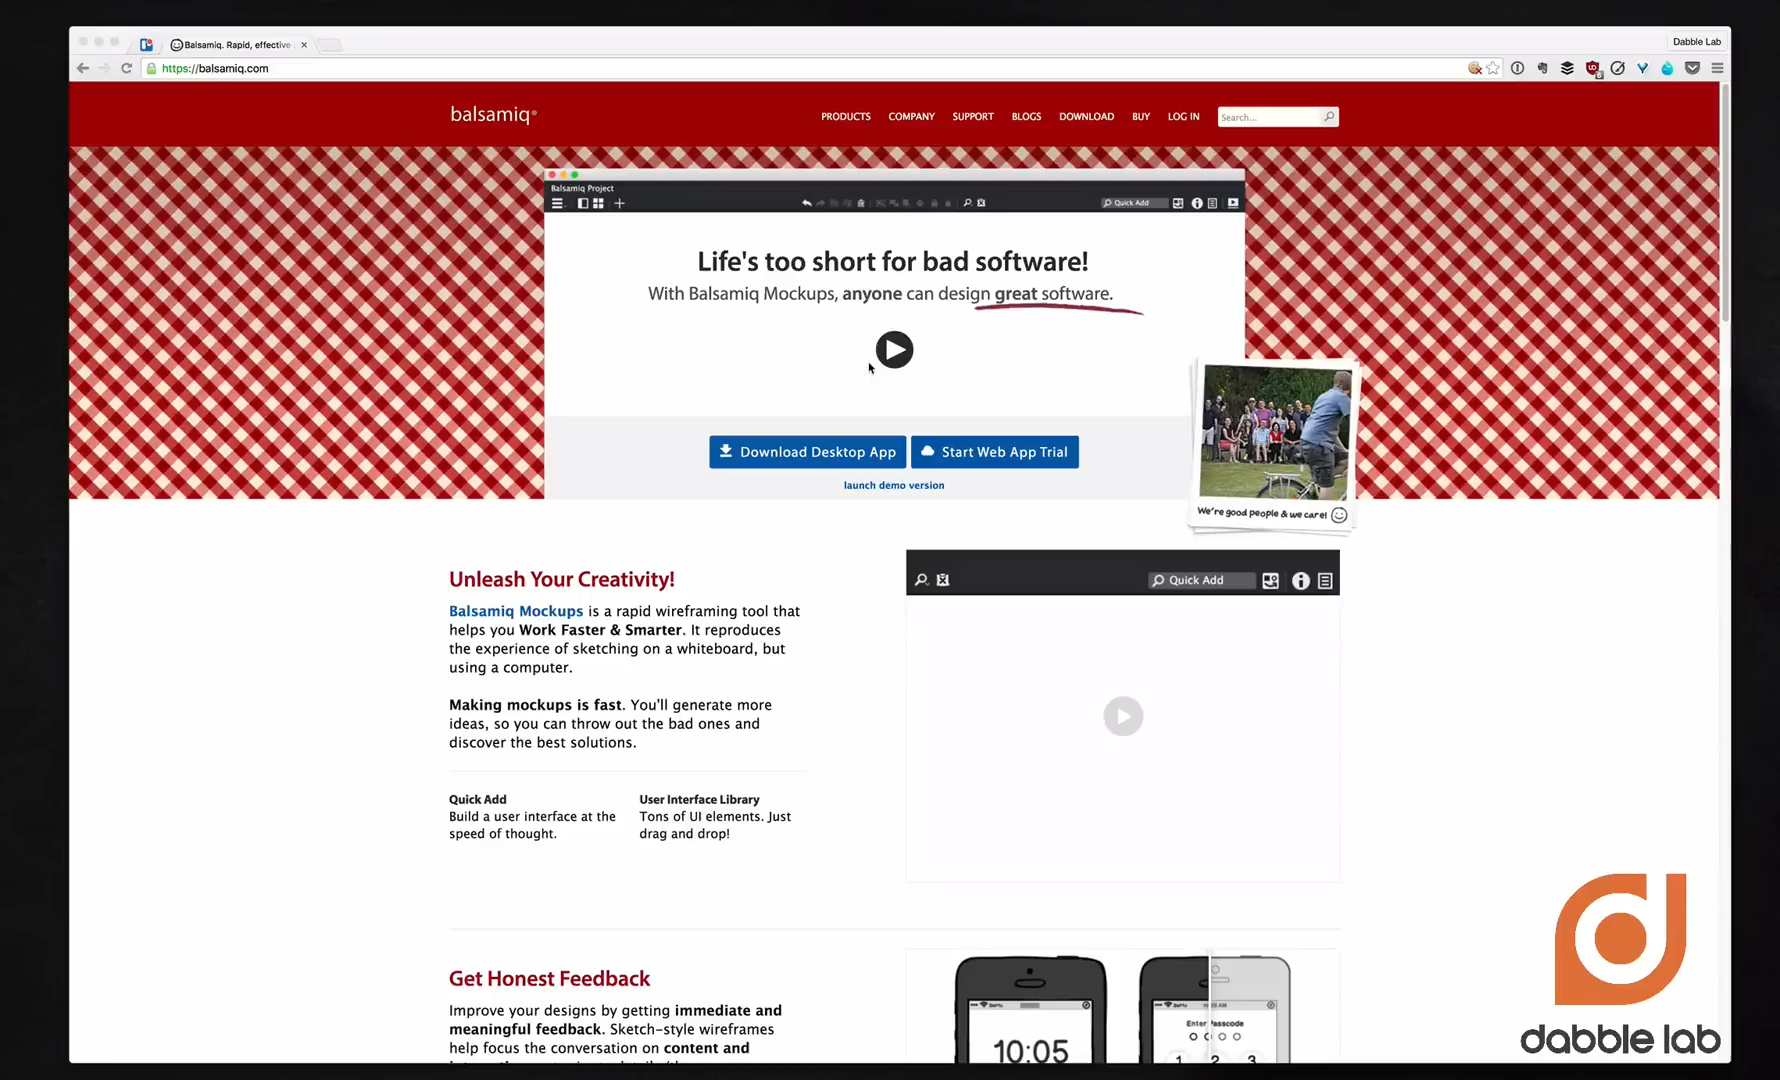 Balsamiq. Rapid, effective
Dabble Lab
https://balsamiq.com
balsamiq®
PRODUCTS COMPANY SUPPORT BLOGS DOWNLOAD BUY LOG IN Search...
Balsamiq Project
Quick Add
Life's too short for bad software!
With Balsamiq Mockups, anyone can design great software.
Download Desktop App
Start Web App Trial
launch demo version
We're good people & we care!
Unleash Your Creativity!
Balsamiq Mockups is a rapid wireframing tool that
helps you Work Faster & Smarter. It reproduces
the experience of sketching on a whiteboard, but
using a computer.
Making mockups is fast. You'll generate more
ideas, so you can throw out the bad ones and
discover the best solutions.
Quick Add
Build a user interface at the
speed of thought.
User Interface Library
Tons of UI elements. Just
drag and drop!
Quick Add
Get Honest Feedback
Improve your designs by getting immediate and
meaningful feedback. Sketch-style wireframes
help focus the conversation on content and
10:05
Enter Passcode
1 2 3
dabble lab